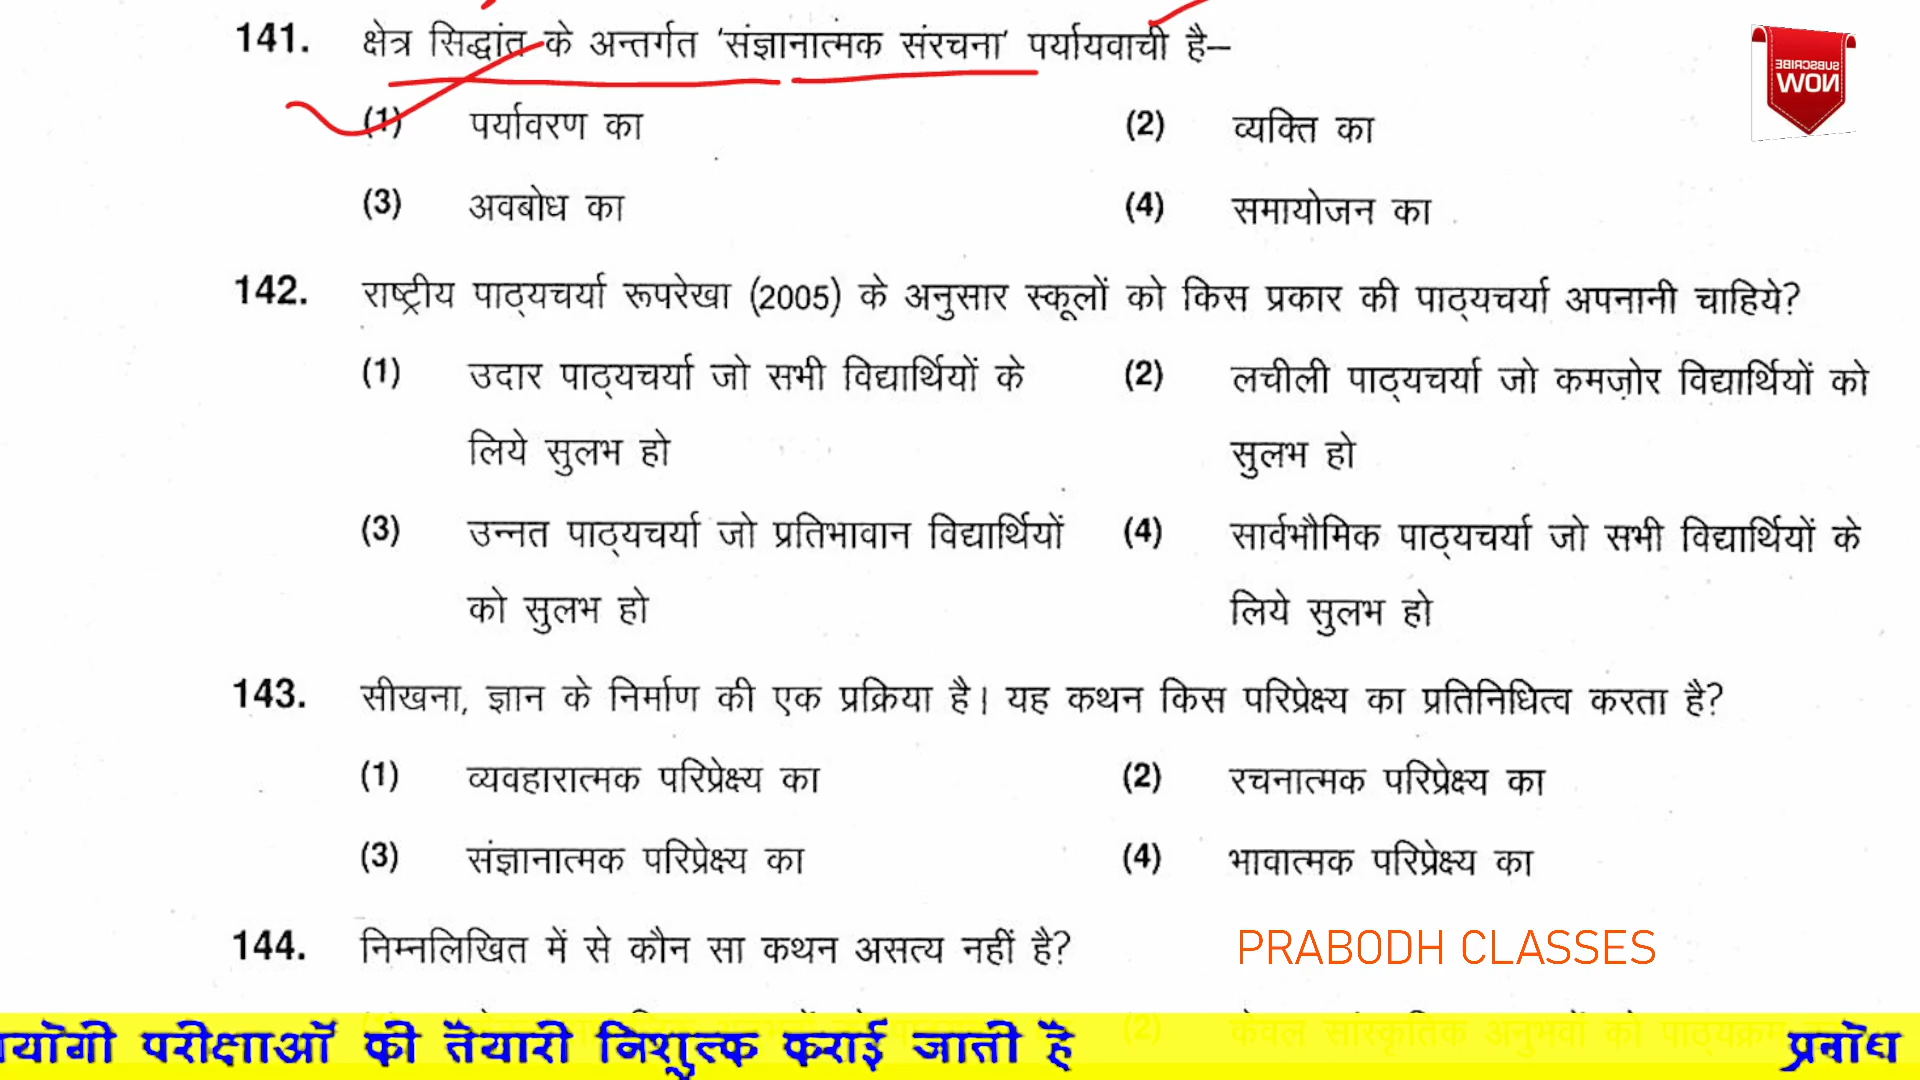 141. क्षेत्र सिद्धांत के अन्तर्गत 'संज्ञानात्मक संरचना' पर्यायवाची है–
(1) पर्यावरण का (2) व्यक्ति का
(3) अवबोध का (4) समायोजन का
142. राष्ट्रीय पाठ्यचर्या रूपरेखा (2005) के अनुसार स्कूलों को किस प्रकार की पाठ्यचर्या अपनानी चाहिये?
(1) उदार पाठ्यचर्या जो सभी विद्यार्थियों के (2) लचीली पाठ्यचर्या जो कमज़ोर विद्यार्थियों को
लिये सुलभ हो सुलभ हो
(3) उन्नत पाठ्यचर्या जो प्रतिभावान विद्यार्थियों (4) सार्वभौमिक पाठ्यचर्या जो सभी विद्यार्थियों के
को सुलभ हो लिये सुलभ हो
143. सीखना, ज्ञान के निर्माण की एक प्रक्रिया है। यह कथन किस परिप्रेक्ष्य का प्रतिनिधित्व करता है?
(1) व्यवहारात्मक परिप्रेक्ष्य का (2) रचनात्मक परिप्रेक्ष्य का
(3) संज्ञानात्मक परिप्रेक्ष्य का (4) भावात्मक परिप्रेक्ष्य का
144. निम्नलिखित में से कौन सा कथन असत्य नहीं है?
PRABODH CLASSES
SUBSCRIBE
NOW
(2) केवल सांस्कृतिक अनुभवों को
परीक्षाओं की तैयारी निशुल्क कराई जाती है प्रबोध